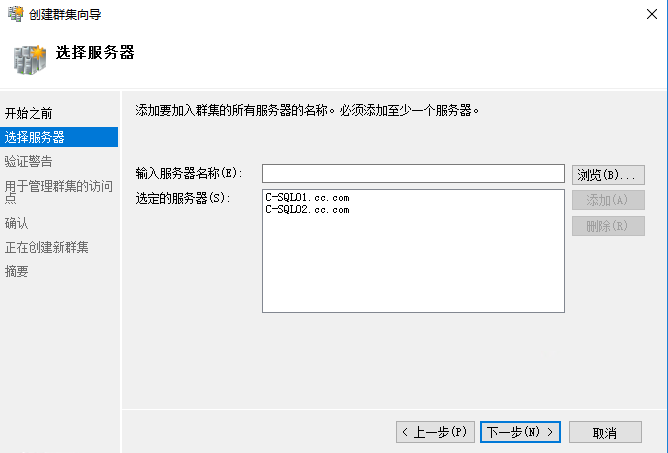 创建群集向导
选择服务器
开始之前
选择服务器
验证警告
用于管理群集的访问
点
确认
正在创建新群集
摘要
添加要加入群集的所有服务器的名称。必须添加至少一个服务器。
输入服务器名称(E):
浏览(B)...
选定的服务器(S):
C-SQL01.cc.com
C-SQL02.cc.com
添加(A)
删除(R)
< 上一步(P)
下一步(N) >
取消